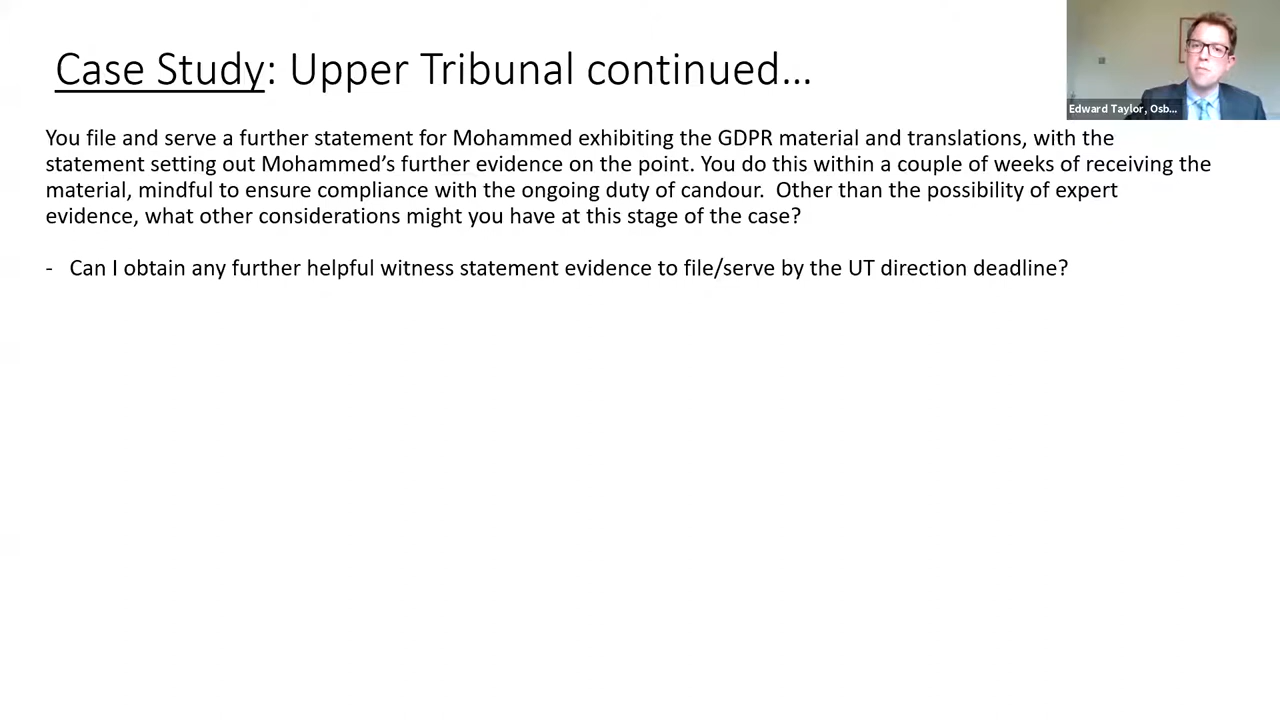 Case Study: Upper Tribunal continued...
Edward Taylor, Osb...
You file and serve a further statement for Mohammed exhibiting the GDPR material and translations, with the
statement setting out Mohammed’s further evidence on the point. You do this within a couple of weeks of receiving the
material, mindful to ensure compliance with the ongoing duty of candour.  Other than the possibility of expert
evidence, what other considerations might you have at this stage of the case?
- Can I obtain any further helpful witness statement evidence to file/serve by the UT direction deadline?